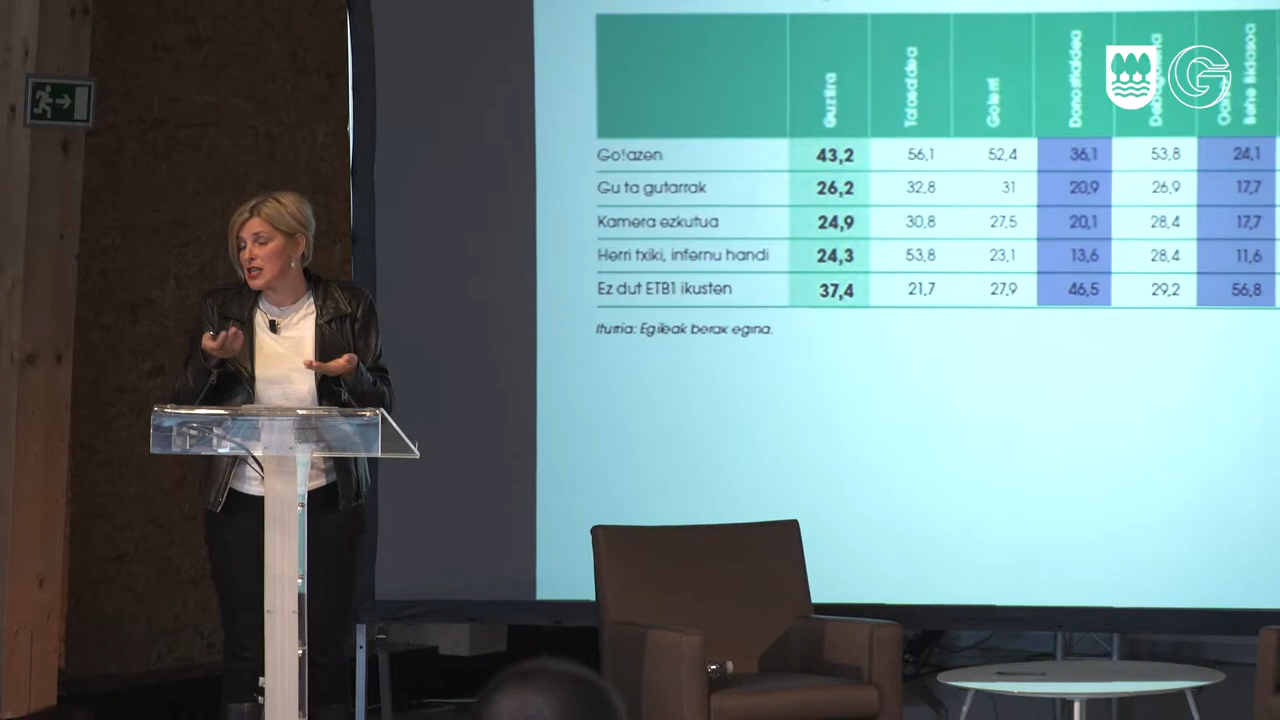 Guztira Tolosaldea Goierri Donostialdea
Behe Bidasoa
Go!azen 43,2 56,1 52,4 36,1 53,8 24,1
Gu ta gutarrak 26,2 32,8 31 20,9 26,9 17,7
Kamera ezkutua 24,9 30,8 27,5 20,1 28,4 17,7
Herri txiki, infernu handi 24,3 53,8 23,1 13,6 28,4 11,6
Ez dut ETB1 ikusten 37,4 21,7 27,9 46,5 29,2 56,8
Iturria: Egileak berak egina.